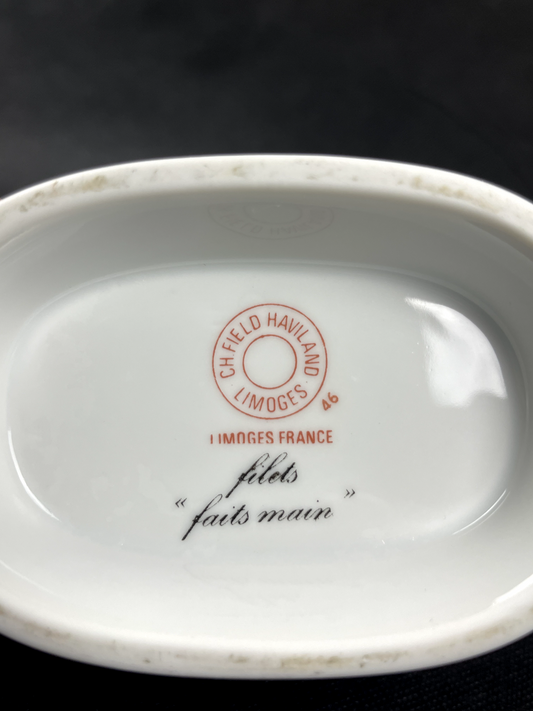 CH.FIELD HAVILAND
LIMOGES
46
LIMOGES FRANCE
filets
« faits main »